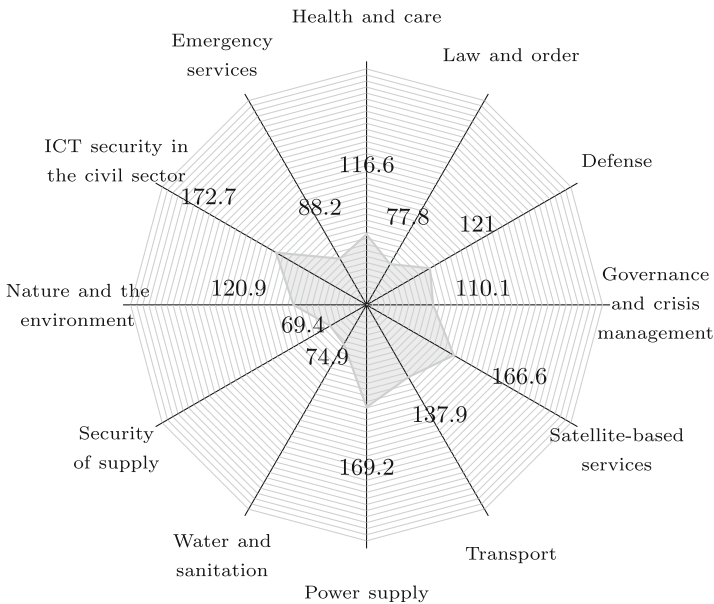 Health and care
Emergency
services
Law and order
ICT security in
the civil sector
Defense
116.6
172.7
88.2
77.8
121
Nature and the
environment
120.9
110.1
Governance
and crisis
management
69.4
74.9
166.6
137.9
Security
of supply
Satellite-based
services
169.2
Water and
sanitation
Transport
Power supply